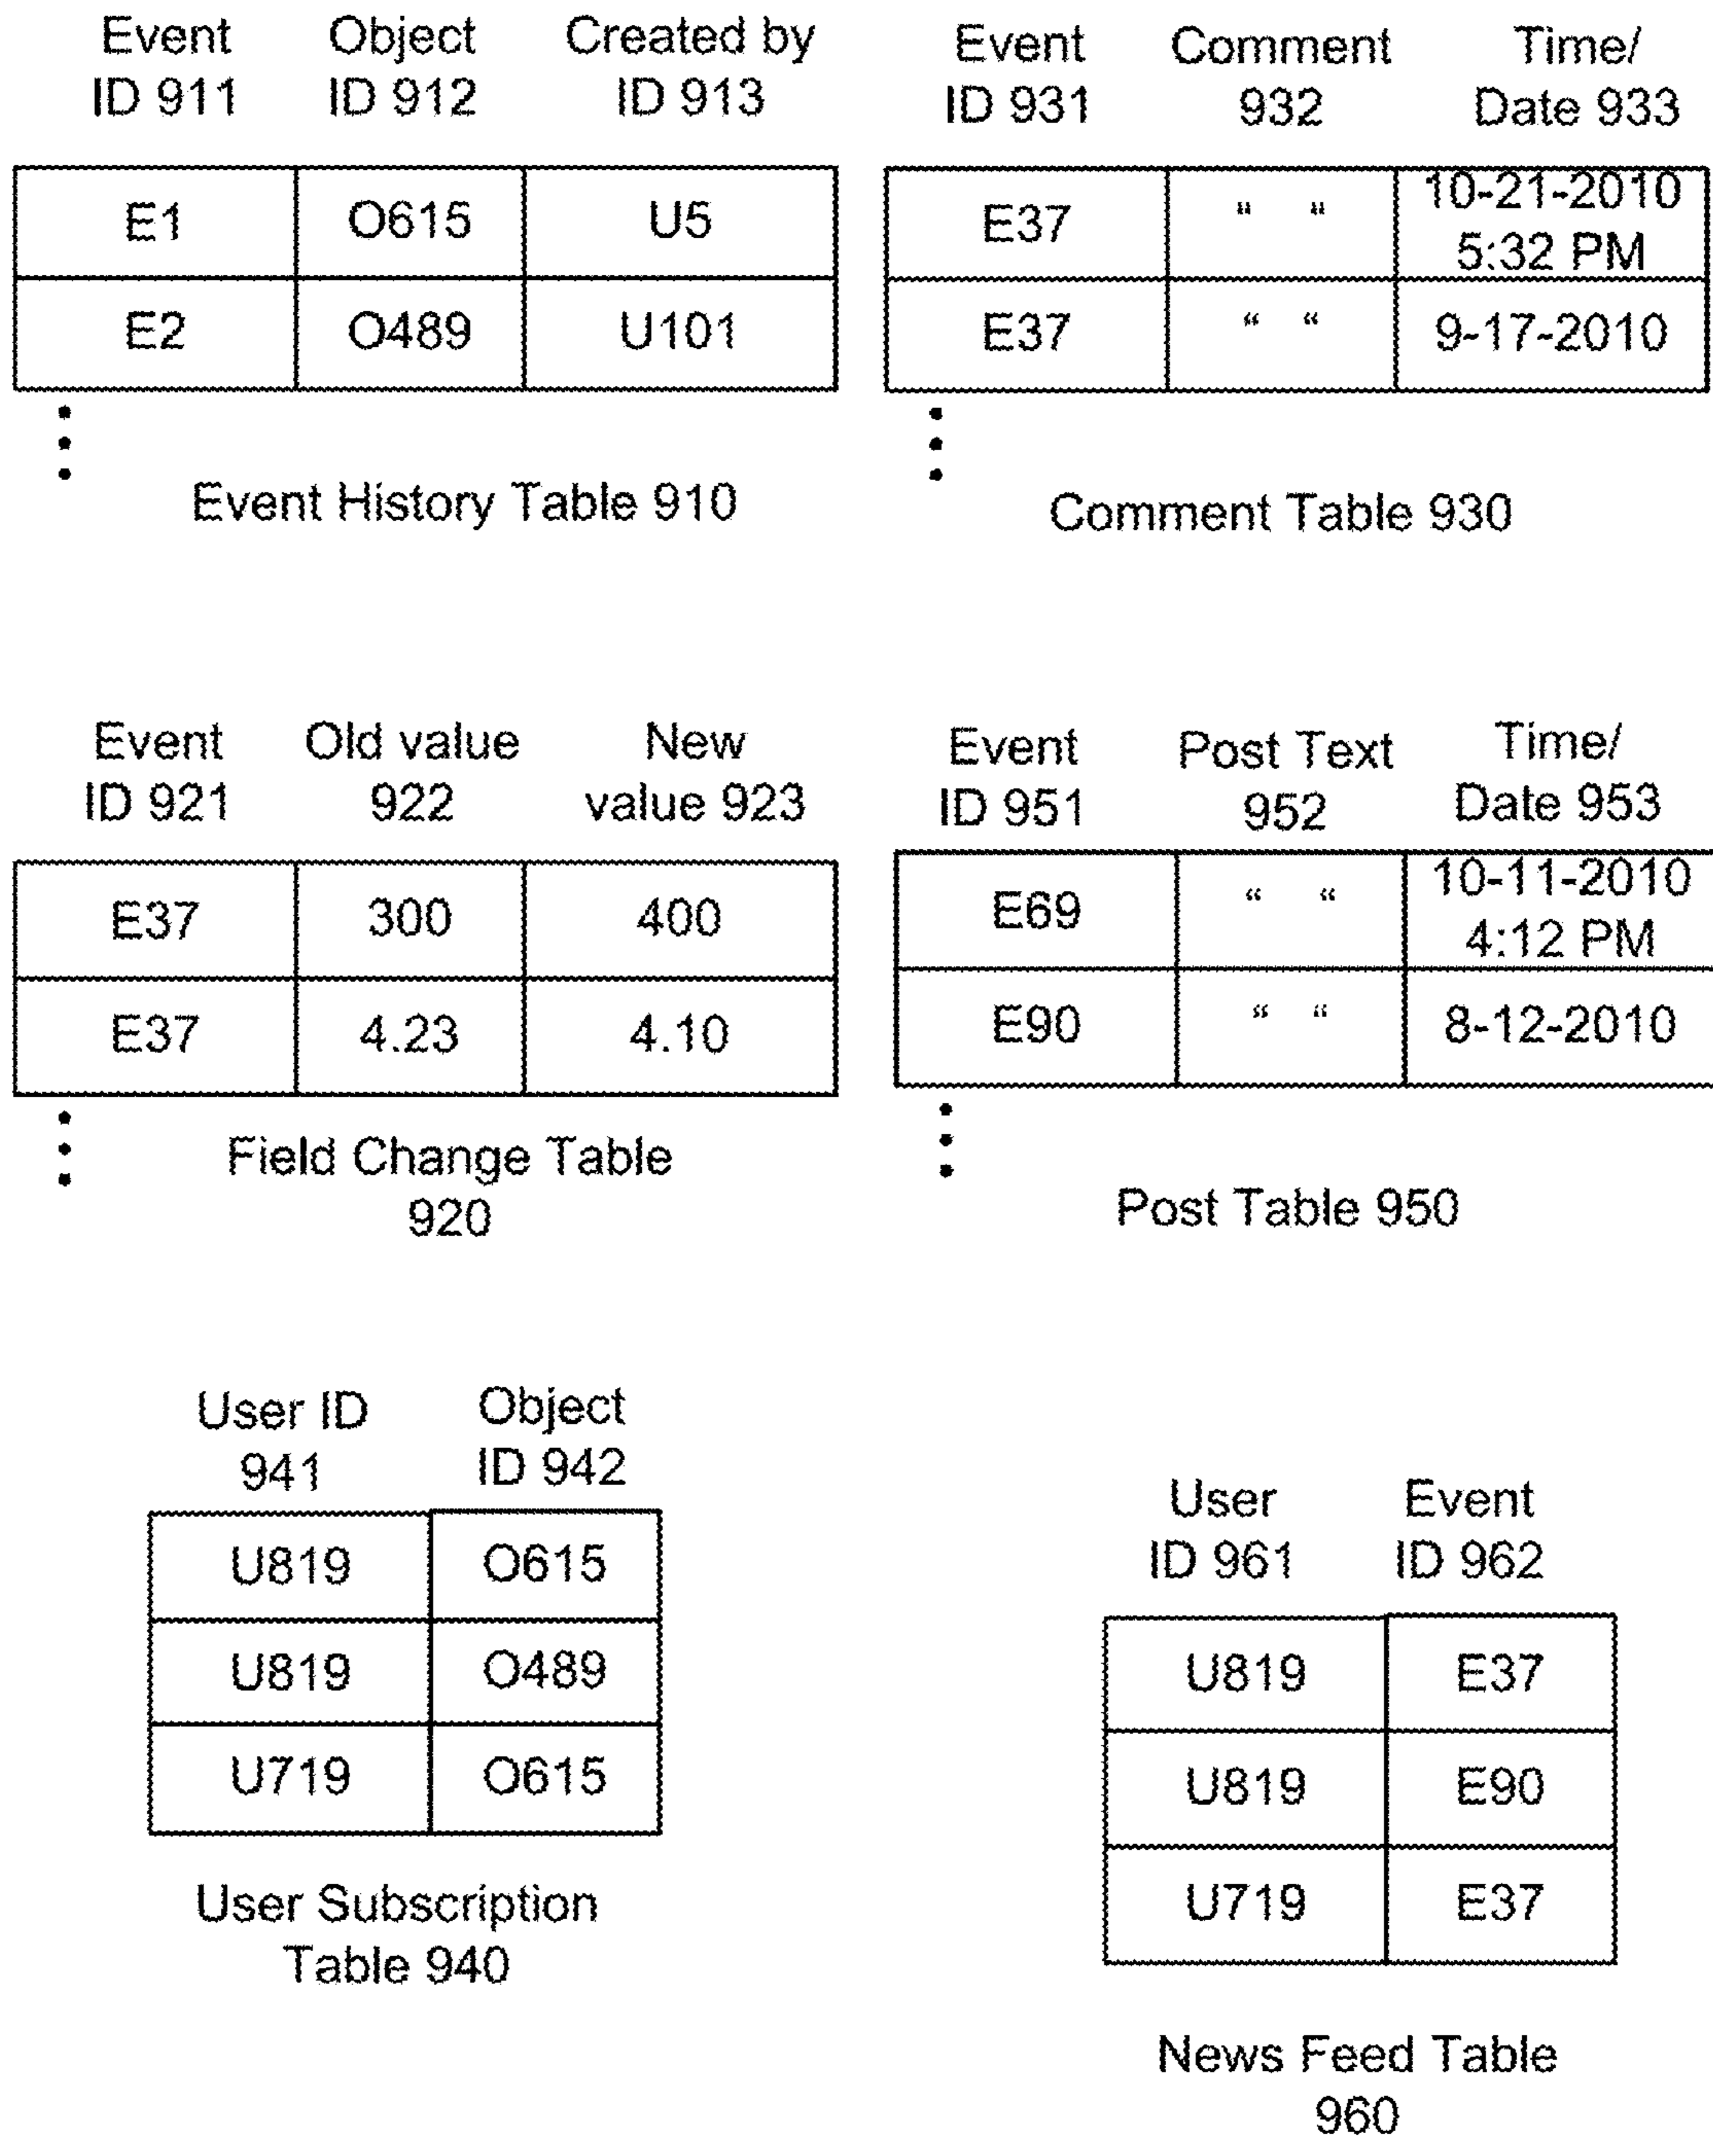 Event Object Created by
ID 911 ID 912 ID 913
E1 O615 U5
E2 O489 U101
Event History Table 910
Event Comment Time/
ID 931 932 Date 933
E37 “ “ 10-21-2010
5:32 PM
E37 “ “ 9-17-2010
Comment Table 930
Event Old value New
ID 921 922 value 923
E37 300 400
E37 4.23 4.10
Field Change Table
920
Event Post Text Time/
ID 951 952 Date 953
E69 “ “ 10-11-2010
4:12 PM
E90 “ “ 8-12-2010
Post Table 950
User ID Object
941 ID 942
U819 O615
U819 O489
U719 O615
User Subscription
Table 940
User Event
ID 961 ID 962
U819 E37
U819 E90
U719 E37
News Feed Table
960